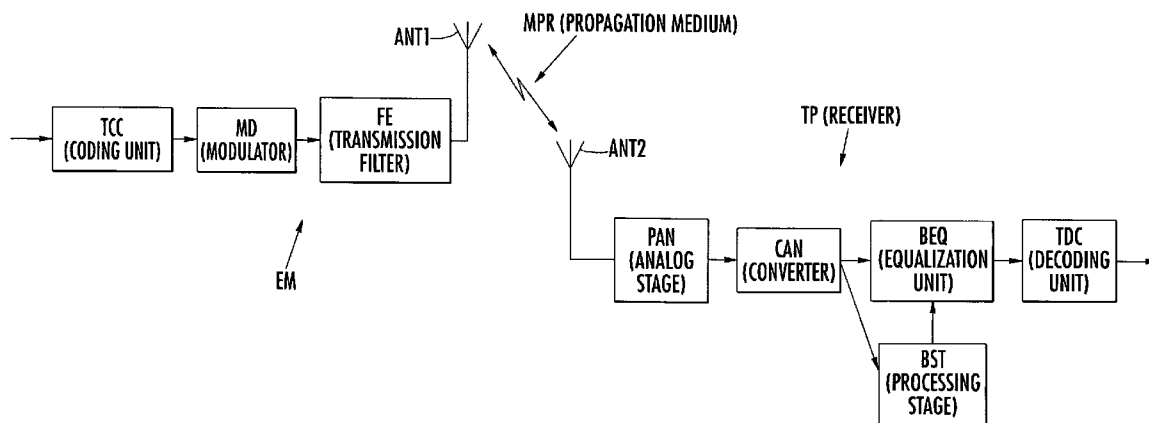 ANT1
MPR (PROPAGATION MEDIUM)
TCC
(CODING UNIT)
MD
(MODULATOR)
FE
(TRANSMISSION
FILTER)
EM
ANT2
TP (RECEIVER)
PAN
(ANALOG
STAGE)
CAN
(CONVERTER)
BEQ
(EQUALIZATION
UNIT)
TDC
(DECODING
UNIT)
BST
(PROCESSING
STAGE)